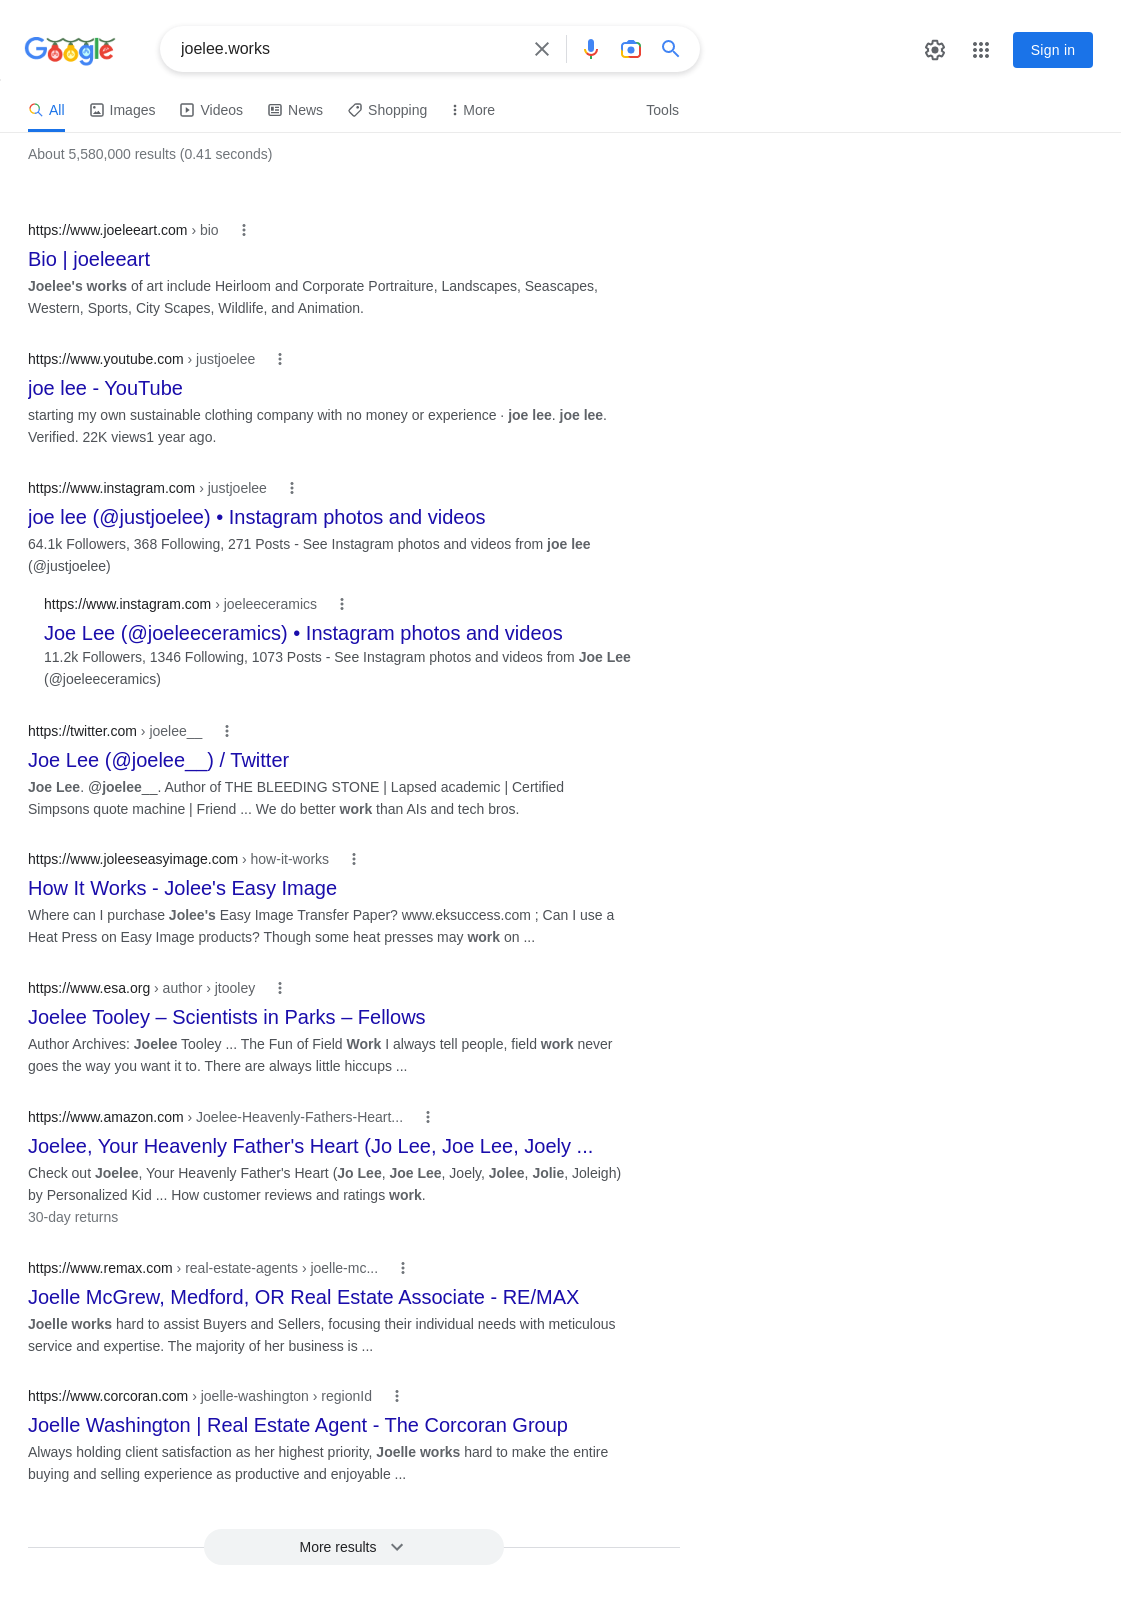 Google
joelee.works
Sign in
All
Images
Videos
News
Shopping
More
Tools
About 5,580,000 results (0.41 seconds)
https://www.joeleeart.com › bio
Bio | joeleeart
Joelee's works of art include Heirloom and Corporate Portraiture, Landscapes, Seascapes,
Western, Sports, City Scapes, Wildlife, and Animation.
https://www.youtube.com › justjoelee
joe lee - YouTube
starting my own sustainable clothing company with no money or experience · joe lee. joe lee.
Verified. 22K views1 year ago.
https://www.instagram.com › justjoelee
joe lee (@justjoelee) • Instagram photos and videos
64.1k Followers, 368 Following, 271 Posts - See Instagram photos and videos from joe lee
(@justjoelee)
https://www.instagram.com › joeleeceramics
Joe Lee (@joeleeceramics) • Instagram photos and videos
11.2k Followers, 1346 Following, 1073 Posts - See Instagram photos and videos from Joe Lee
(@joeleeceramics)
https://twitter.com › joelee__
Joe Lee (@joelee__) / Twitter
Joe Lee. @joelee__. Author of THE BLEEDING STONE | Lapsed academic | Certified
Simpsons quote machine | Friend ... We do better work than AIs and tech bros.
https://www.joleeseasyimage.com › how-it-works
How It Works - Jolee's Easy Image
Where can I purchase Jolee's Easy Image Transfer Paper? www.eksuccess.com ; Can I use a
Heat Press on Easy Image products? Though some heat presses may work on ...
https://www.esa.org › author › jtooley
Joelee Tooley – Scientists in Parks – Fellows
Author Archives: Joelee Tooley ... The Fun of Field Work I always tell people, field work never
goes the way you want it to. There are always little hiccups ...
https://www.amazon.com › Joelee-Heavenly-Fathers-Heart...
Joelee, Your Heavenly Father's Heart (Jo Lee, Joe Lee, Joely ...
Check out Joelee, Your Heavenly Father's Heart (Jo Lee, Joe Lee, Joely, Jolee, Jolie, Joleigh)
by Personalized Kid ... How customer reviews and ratings work.
30-day returns
https://www.remax.com › real-estate-agents › joelle-mc...
Joelle McGrew, Medford, OR Real Estate Associate - RE/MAX
Joelle works hard to assist Buyers and Sellers, focusing their individual needs with meticulous
service and expertise. The majority of her business is ...
https://www.corcoran.com › joelle-washington › regionId
Joelle Washington | Real Estate Agent - The Corcoran Group
Always holding client satisfaction as her highest priority, Joelle works hard to make the entire
buying and selling experience as productive and enjoyable ...
More results